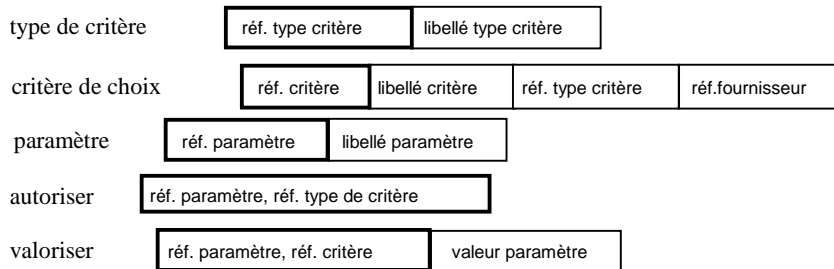 type de critère réf. type critère libellé type critère
critère de choix réf. critère libellé critère réf. type critère réf.fournisseur
paramètre réf. paramètre libellé paramètre
autoriser réf. paramètre, réf. type de critère
valoriser réf. paramètre, réf. critère valeur paramètre